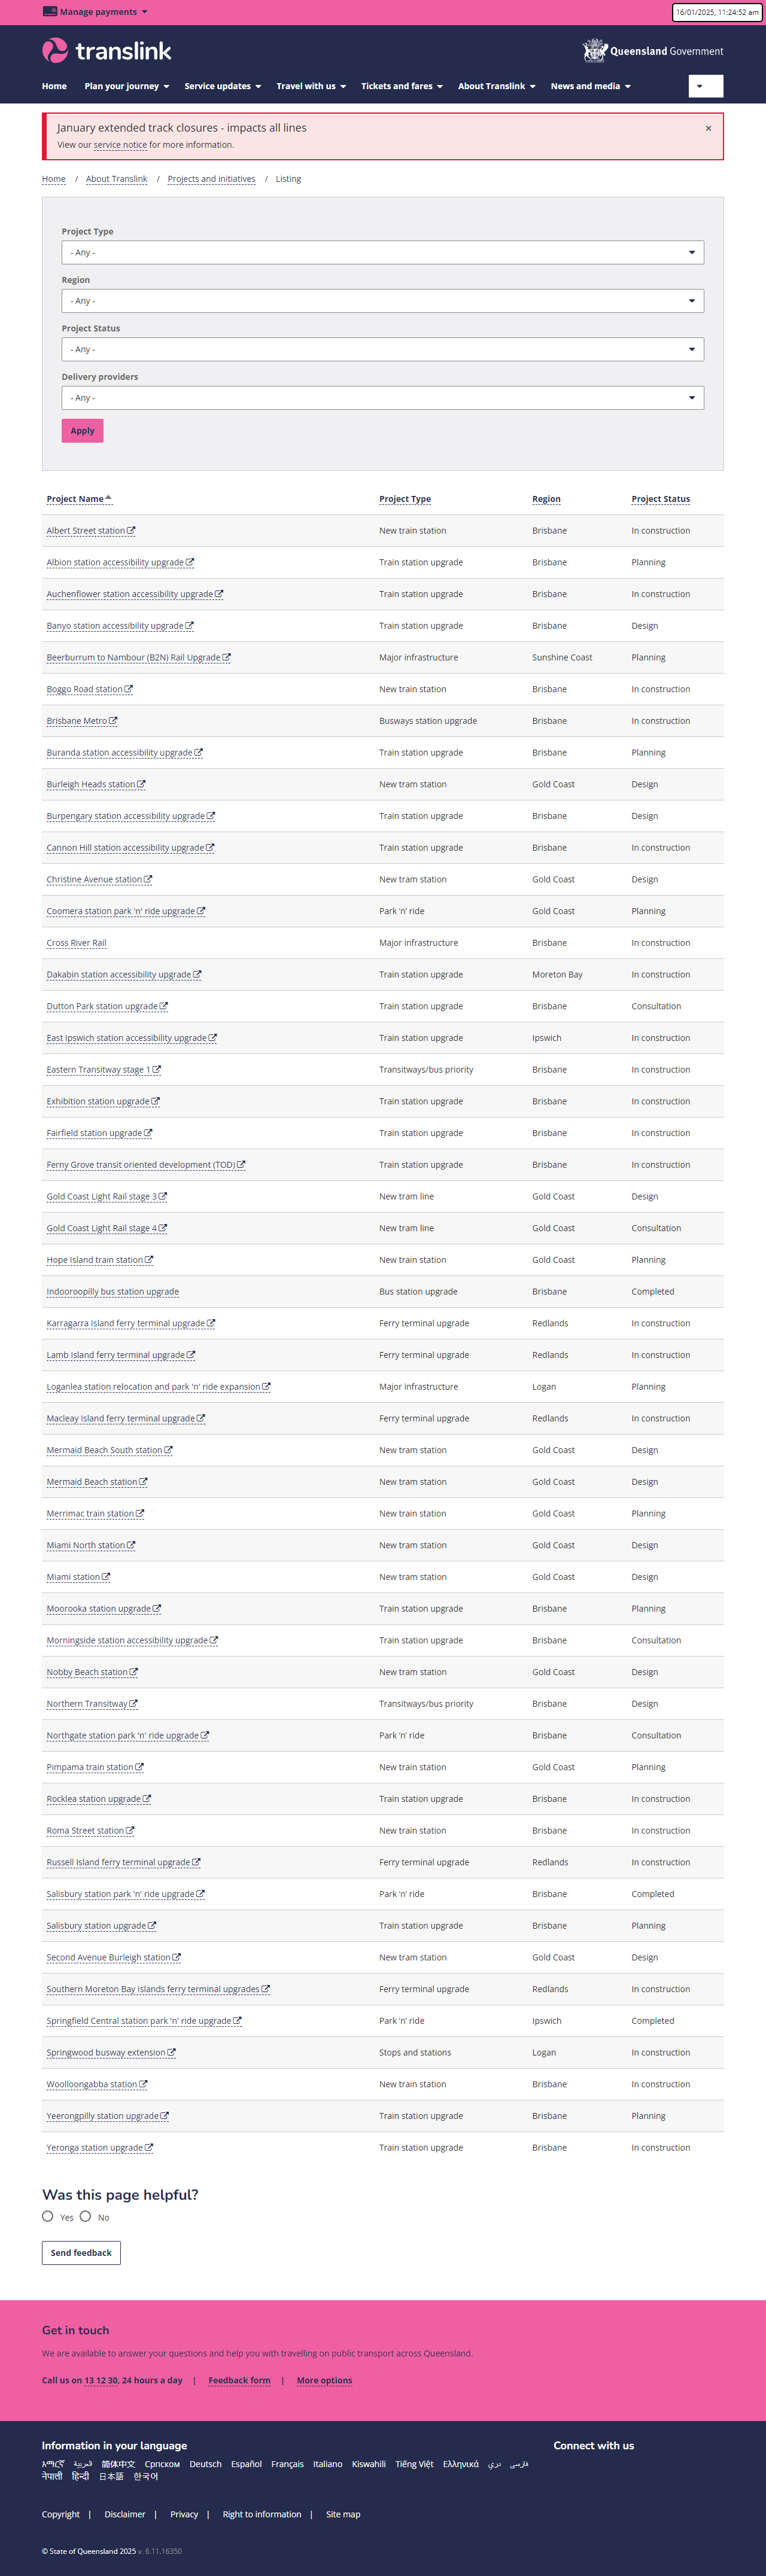 Manage payments
16/01/2025, 11:24:52 am
translink
Queensland Government
Home Plan your journey Service updates Travel with us Tickets and fares About Translink News and media
January extended track closures - impacts all lines ×
View our service notice for more information.
Home / About Translink / Projects and initiatives / Listing
Project Type
- Any -
Region
- Any -
Project Status
- Any -
Delivery providers
- Any -
Apply
Project Name Project Type Region Project Status
Albert Street station New train station Brisbane In construction
Albion station accessibility upgrade Train station upgrade Brisbane Planning
Auchenflower station accessibility upgrade Train station upgrade Brisbane In construction
Banyo station accessibility upgrade Train station upgrade Brisbane Design
Beerburrum to Nambour (B2N) Rail Upgrade Major infrastructure Sunshine Coast Planning
Boggo Road station New train station Brisbane In construction
Brisbane Metro Busways station upgrade Brisbane In construction
Buranda station accessibility upgrade Train station upgrade Brisbane Planning
Burleigh Heads station New tram station Gold Coast Design
Burpengary station accessibility upgrade Train station upgrade Brisbane Design
Cannon Hill station accessibility upgrade Train station upgrade Brisbane In construction
Christine Avenue station New tram station Gold Coast Design
Coomera station park 'n' ride upgrade Park 'n' ride Gold Coast Planning
Cross River Rail Major infrastructure Brisbane In construction
Dakabin station accessibility upgrade Train station upgrade Moreton Bay In construction
Dutton Park station upgrade Train station upgrade Brisbane Consultation
East Ipswich station accessibility upgrade Train station upgrade Ipswich In construction
Eastern Transitway stage 1 Transitways/bus priority Brisbane In construction
Exhibition station upgrade Train station upgrade Brisbane In construction
Fairfield station upgrade Train station upgrade Brisbane In construction
Ferny Grove transit oriented development (TOD) Train station upgrade Brisbane In construction
Gold Coast Light Rail stage 3 New tram line Gold Coast Design
Gold Coast Light Rail stage 4 New tram line Gold Coast Consultation
Hope Island train station New train station Gold Coast Planning
Indooroopilly bus station upgrade Bus station upgrade Brisbane Completed
Karragarra Island ferry terminal upgrade Ferry terminal upgrade Redlands In construction
Lamb Island ferry terminal upgrade Ferry terminal upgrade Redlands In construction
Loganlea station relocation and park 'n' ride expansion Major infrastructure Logan Planning
Macleay Island ferry terminal upgrade Ferry terminal upgrade Redlands In construction
Mermaid Beach South station New tram station Gold Coast Design
Mermaid Beach station New tram station Gold Coast Design
Merrimac train station New train station Gold Coast Planning
Miami North station New tram station Gold Coast Design
Miami station New tram station Gold Coast Design
Moorooka station upgrade Train station upgrade Brisbane Planning
Morningside station accessibility upgrade Train station upgrade Brisbane Consultation
Nobby Beach station New tram station Gold Coast Design
Northern Transitway Transitways/bus priority Brisbane Design
Northgate station park 'n' ride upgrade Park 'n' ride Brisbane Consultation
Pimpama train station New train station Gold Coast Planning
Rocklea station upgrade Train station upgrade Brisbane In construction
Roma Street station New train station Brisbane In construction
Russell Island ferry terminal upgrade Ferry terminal upgrade Redlands In construction
Salisbury station park 'n' ride upgrade Park 'n' ride Brisbane Completed
Salisbury station upgrade Train station upgrade Brisbane Planning
Second Avenue Burleigh station New tram station Gold Coast Design
Southern Moreton Bay Islands ferry terminal upgrades Ferry terminal upgrade Redlands In construction
Springfield Central station park 'n' ride upgrade Park 'n' ride Ipswich Completed
Springwood busway extension Stops and stations Logan In construction
Woolloongabba station New train station Brisbane In construction
Yeerongpilly station upgrade Train station upgrade Brisbane Planning
Yeronga station upgrade Train station upgrade Brisbane In construction
Was this page helpful?
Yes No
Send feedback
Get in touch
We are available to answer your questions and help you with travelling on public transport across Queensland.
Call us on 13 12 30, 24 hours a day | Feedback form | More options
Information in your language Connect with us
አማርኛ العربية 简体中文 Српском Deutsch Español Français Italiano Kiswahili Tiếng Việt Ελληνικά دری فارسی
नेपाली हिन्दी 日本語 한국어
Copyright | Disclaimer | Privacy | Right to information | Site map
© State of Queensland 2025 v. 6.11.16350